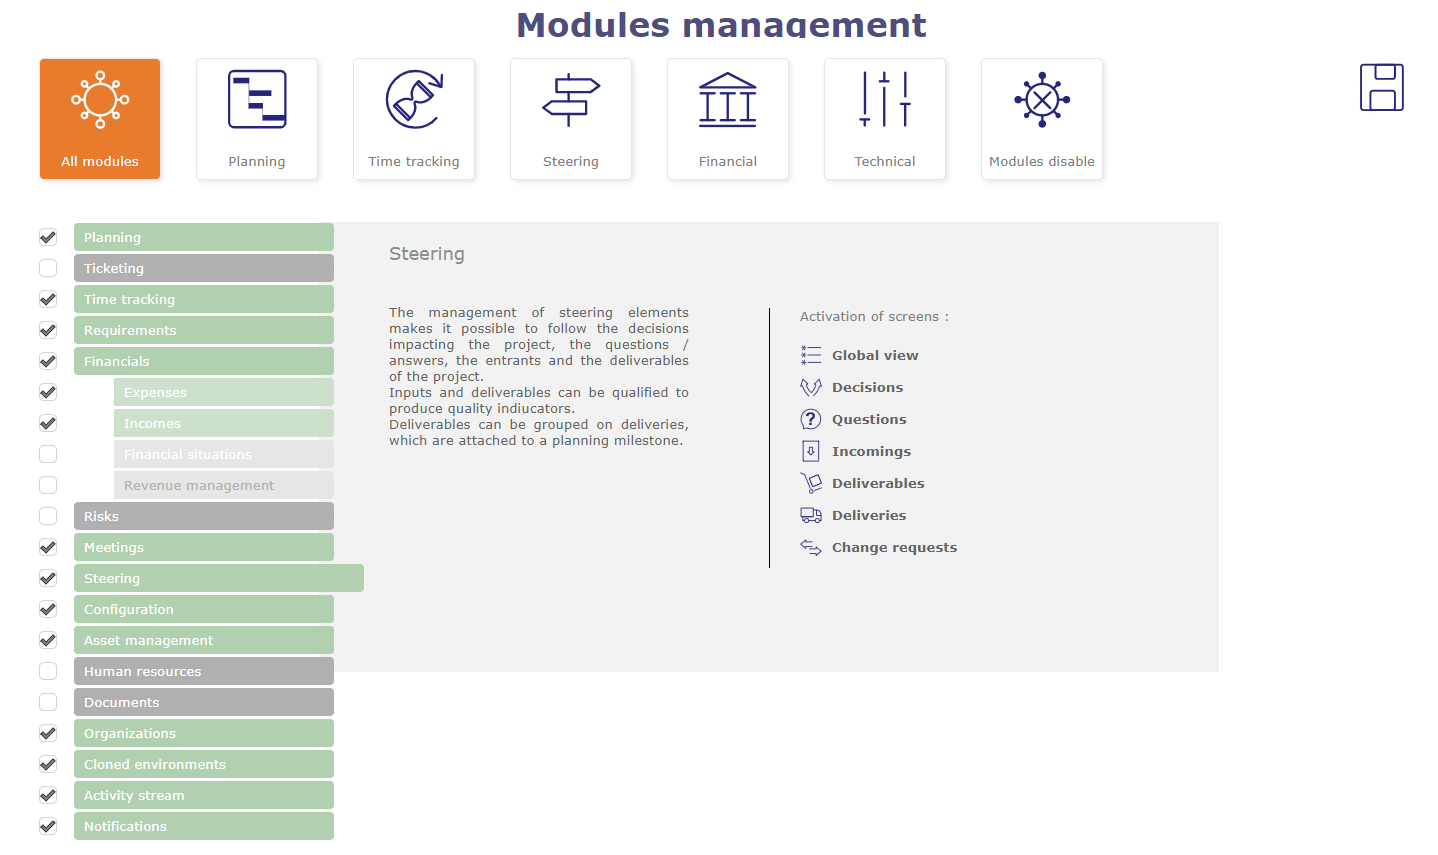 Modules management
All modules
Planning
Time tracking
Steering
Financial
Technical
Modules disable
Planning
Ticketing
Time tracking
Requirements
Financials
Expenses
Incomes
Financial situations
Revenue management
Risks
Meetings
Steering
Configuration
Asset management
Human resources
Documents
Organizations
Cloned environments
Activity stream
Notifications
Steering
The management of steering elements
makes it possible to follow the decisions
impacting the project, the questions /
answers, the entrants and the deliverables
of the project.
Inputs and deliverables can be qualified to
produce quality indiucators.
Deliverables can be grouped on deliveries,
which are attached to a planning milestone.
Activation of screens :
Global view
Decisions
Questions
Incomings
Deliverables
Deliveries
Change requests